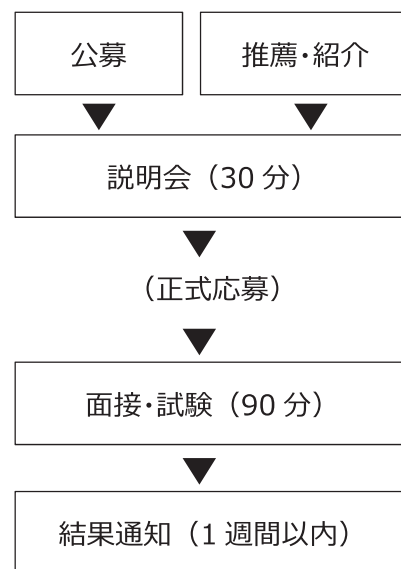 公募
推薦・紹介
説明会（30 分）
（正式応募）
面接・試験（90 分）
結果通知（1 週間以内）